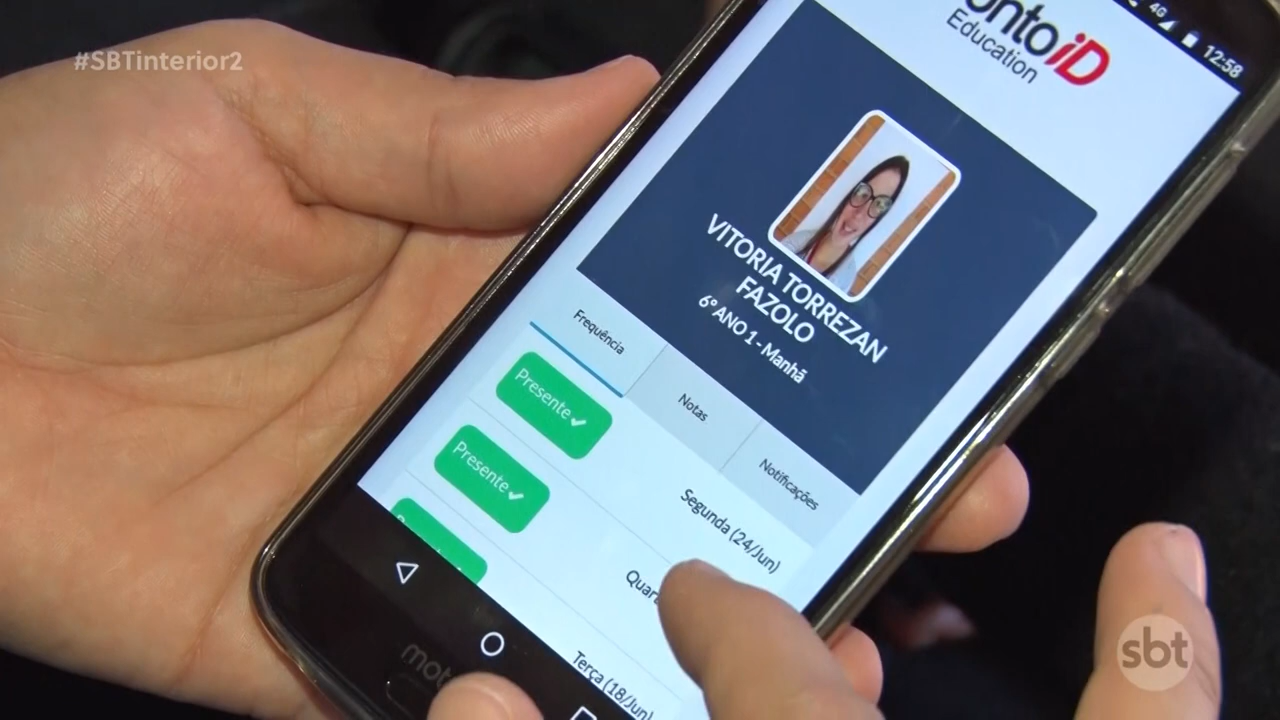 #SBTinterior2
4G 12:58
ontoiD
Education
VITORIA TORREZAN
FAZOLO
6º ANO 1 - Manhã
Frequência
Notas
Notificações
Presente
Segunda (24/Jun)
Presente
Terça (18/Jun)
sbt